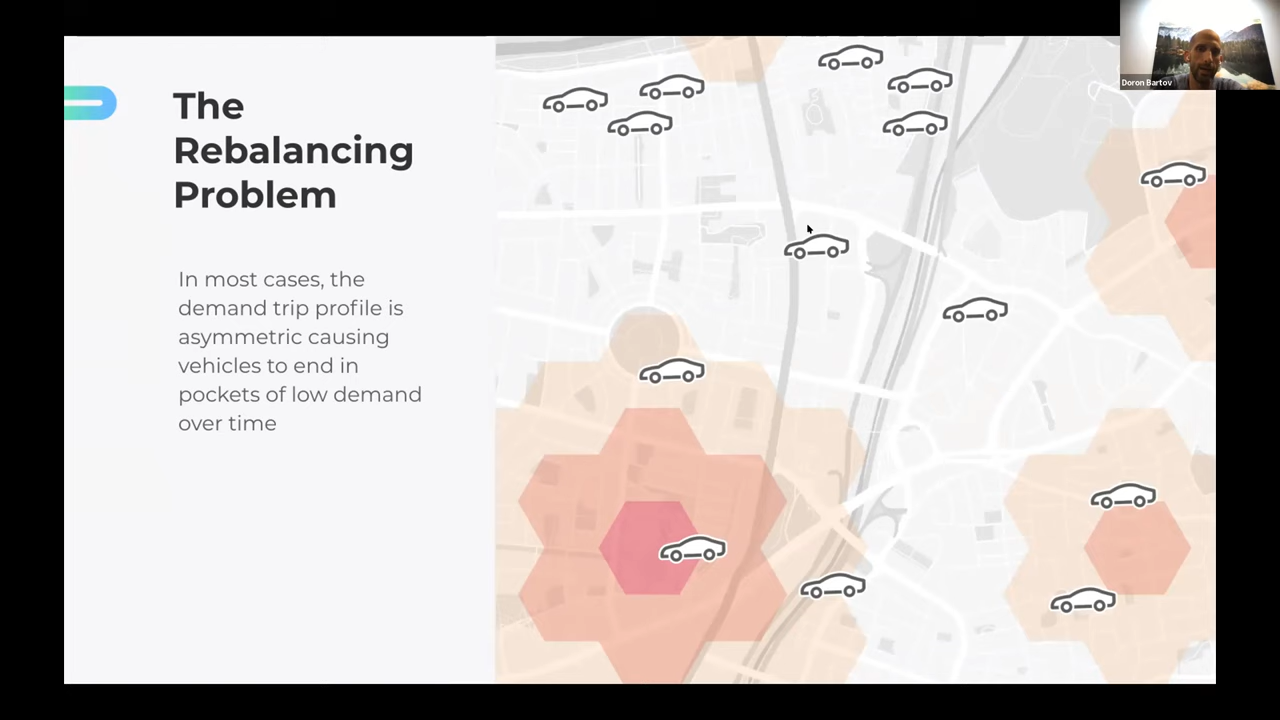 The
Rebalancing
Problem
In most cases, the
demand trip profile is
asymmetric causing
vehicles to end in
pockets of low demand
over time
Doron Bartov